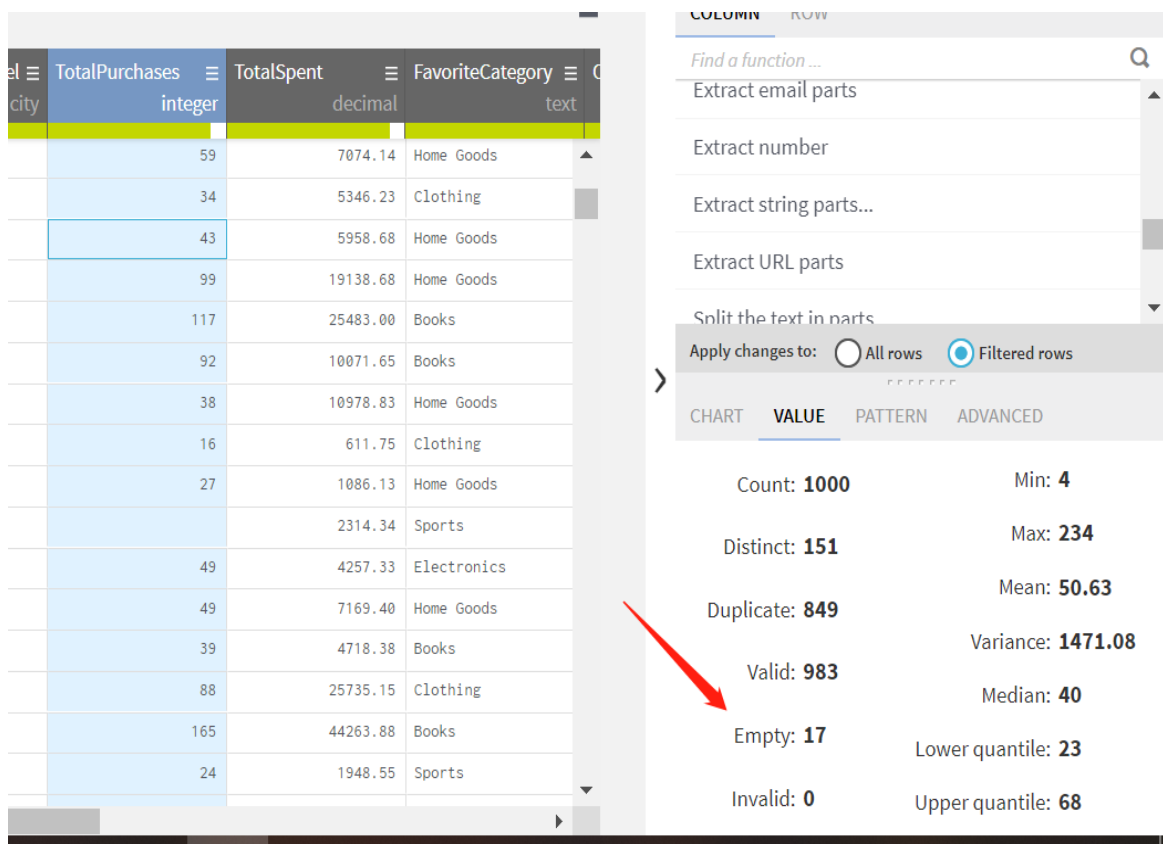 COLUMN ROW
el TotalPurchases TotalSpent FavoriteCategory
city integer decimal text
59 7074.14 Home Goods
34 5346.23 Clothing
43 5958.68 Home Goods
99 19138.68 Home Goods
117 25483.00 Books
92 10071.65 Books
38 10978.83 Home Goods
16 611.75 Clothing
27 1086.13 Home Goods
2314.34 Sports
49 4257.33 Electronics
49 7169.40 Home Goods
39 4718.38 Books
88 25735.15 Clothing
165 44263.88 Books
24 1948.55 Sports
Find a function ...
Extract email parts
Extract number
Extract string parts...
Extract URL parts
Split the text in parts
Apply changes to: All rows Filtered rows
CHART VALUE PATTERN ADVANCED
Count: 1000
Distinct: 151
Duplicate: 849
Valid: 983
Empty: 17
Invalid: 0
Min: 4
Max: 234
Mean: 50.63
Variance: 1471.08
Median: 40
Lower quantile: 23
Upper quantile: 68